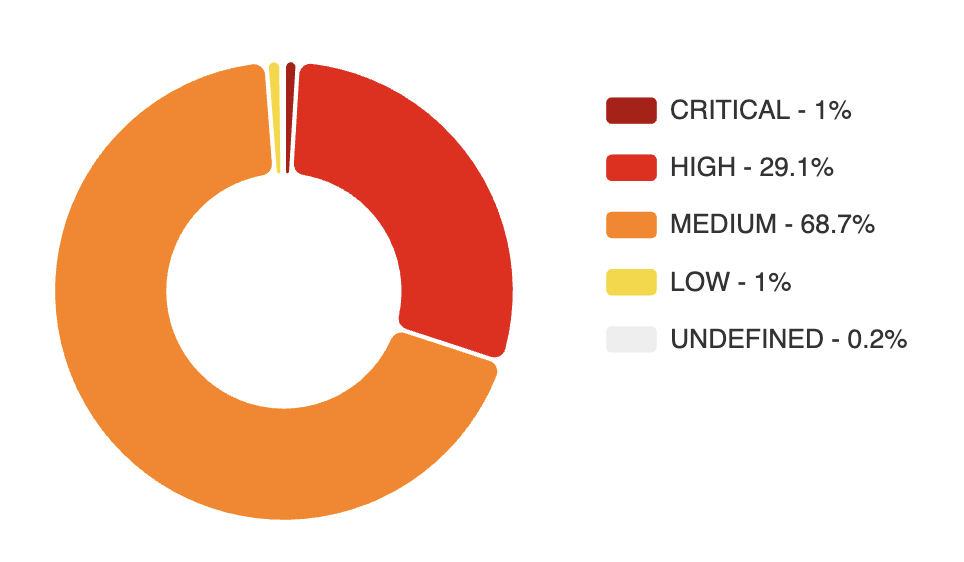 CRITICAL - 1%
HIGH - 29.1%
MEDIUM - 68.7%
LOW - 1%
UNDEFINED - 0.2%